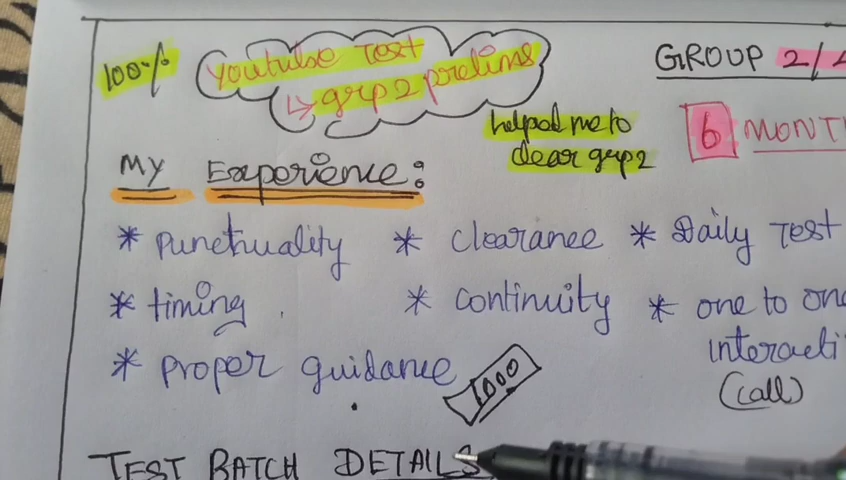 100% Youtube Test
↳ grp 2 prelims
helped me to
clear grp 2
GROUP 2/4
6 MONT
My Experience:
* Punctuality * Clearance * Daily Test
* timing * Continuity * one to one
interacti
* Proper guidance
1000
(call)
TEST BATCH DETAILS